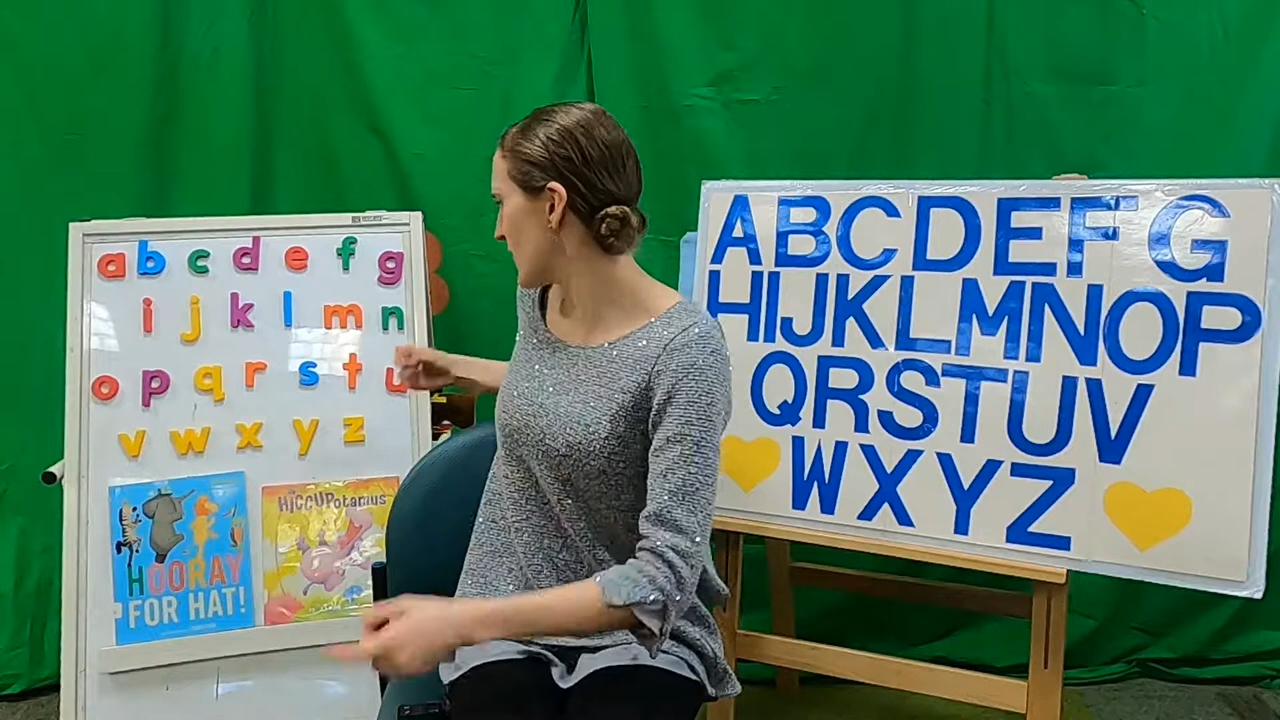 a b c d e f g
i j k l m n
o p q r s t u
v w x y z
HOORAY
FOR HAT!
HICCUPotamus
ABCDEFG
HIJKLMNOP
QRSTUV
WXYZ